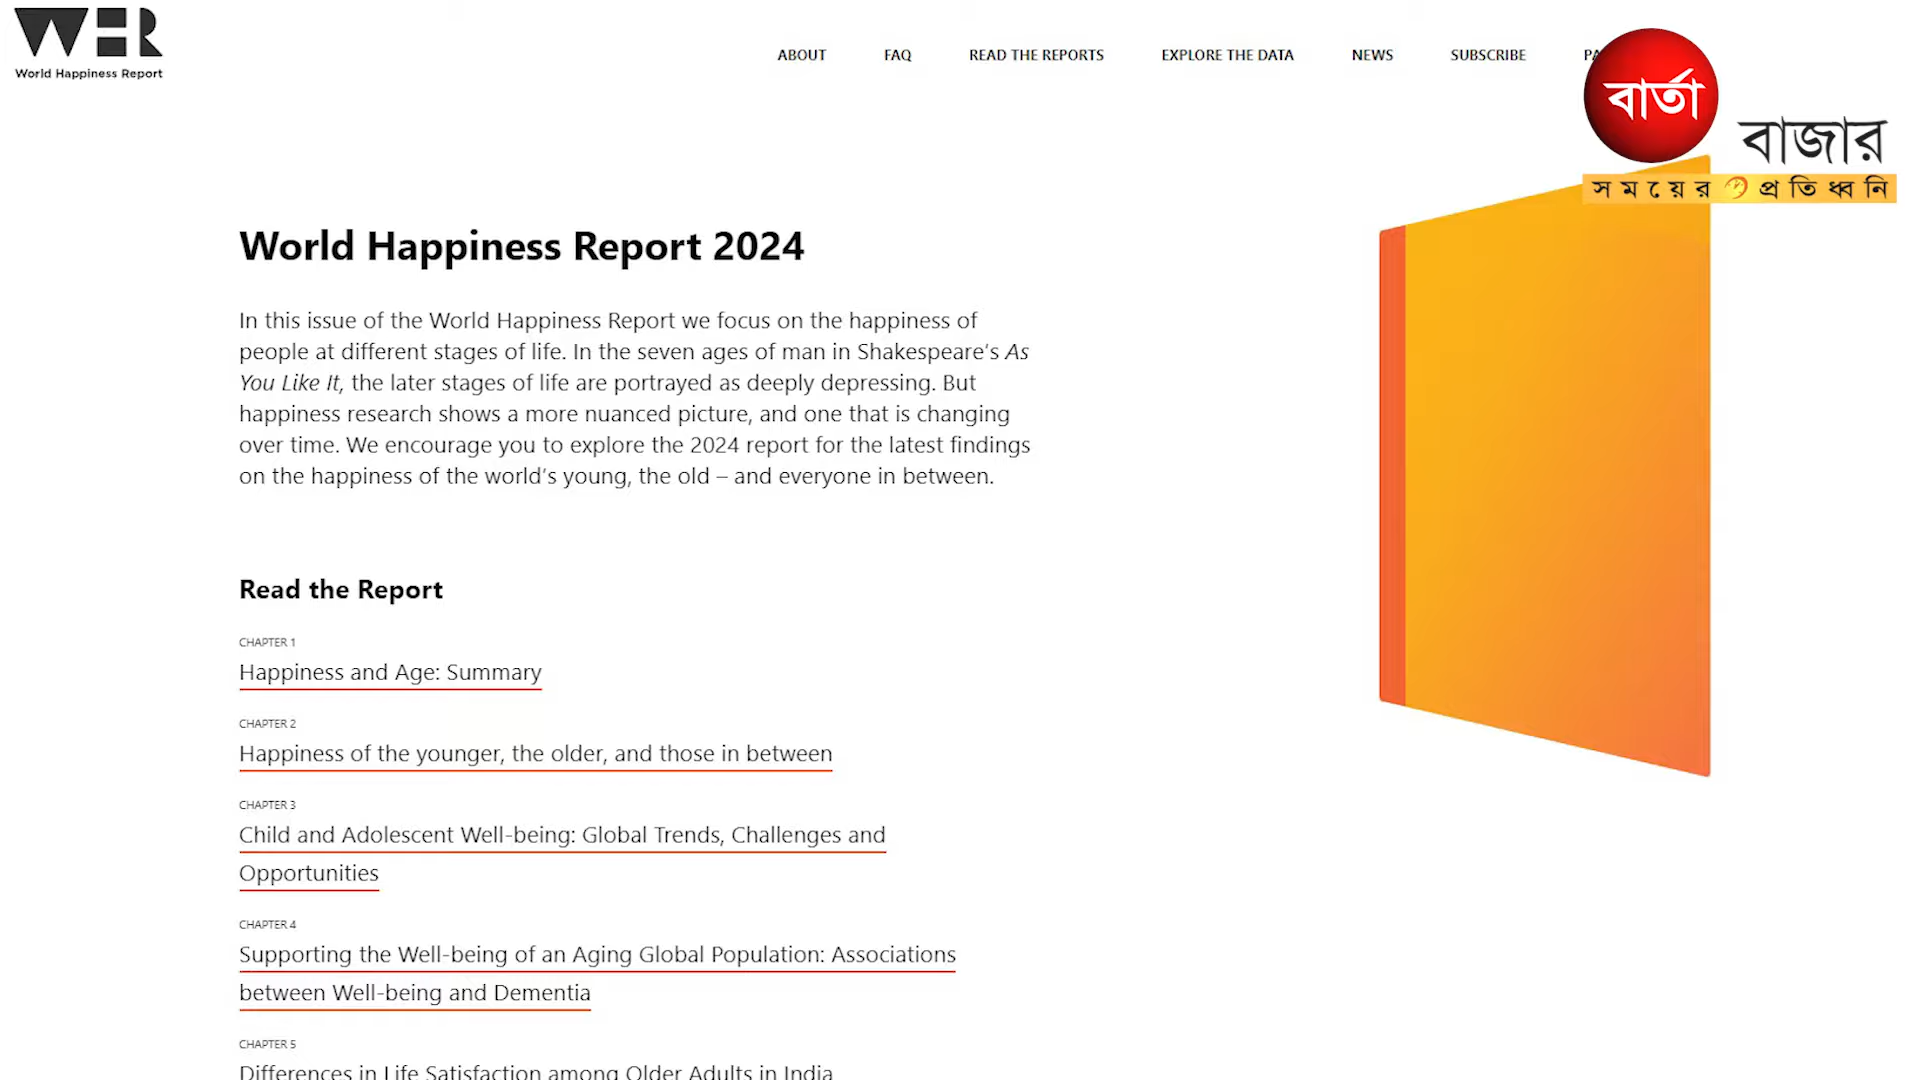 WHR
World Happiness Report
ABOUT
FAQ
READ THE REPORTS
EXPLORE THE DATA
NEWS
SUBSCRIBE
বার্তা
বাজার
সময়ের প্রতিধ্বনি
World Happiness Report 2024
In this issue of the World Happiness Report we focus on the happiness of
people at different stages of life. In the seven ages of man in Shakespeare's As
You Like It, the later stages of life are portrayed as deeply depressing. But
happiness research shows a more nuanced picture, and one that is changing
over time. We encourage you to explore the 2024 report for the latest findings
on the happiness of the world's young, the old – and everyone in between.
Read the Report
CHAPTER 1
Happiness and Age: Summary
CHAPTER 2
Happiness of the younger, the older, and those in between
CHAPTER 3
Child and Adolescent Well-being: Global Trends, Challenges and
Opportunities
CHAPTER 4
Supporting the Well-being of an Aging Global Population: Associations
between Well-being and Dementia
CHAPTER 5
Differences in Life Satisfaction among Older Adults in India